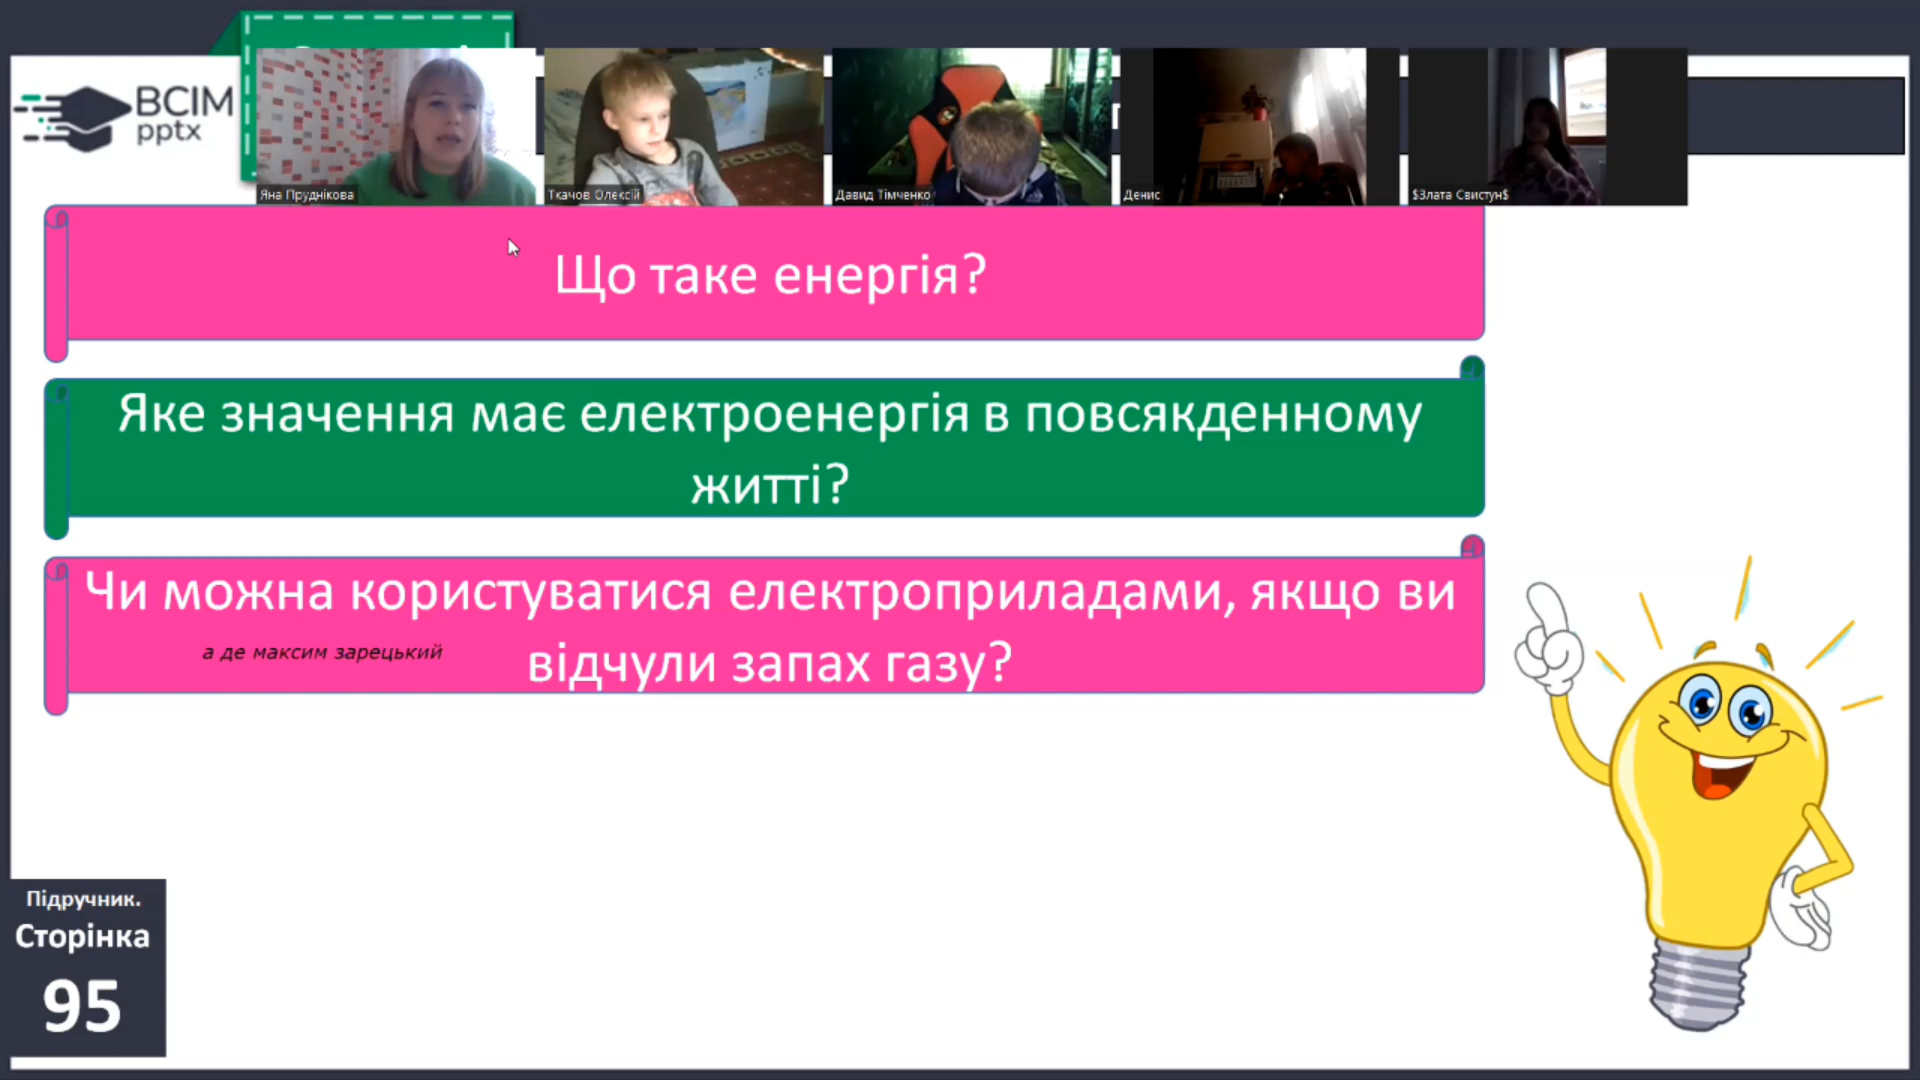 ВСІМ
pptx
Яна Пруднікова
Ткачов Олексій
Давид Тімченко
Денис
$Злата Свистун$
Що таке енергія?
Яке значення має електроенергія в повсякденному
житті?
Чи можна користуватися електроприладами, якщо ви
а де максим зарецький
відчули запах газу?
Підручник.
Сторінка
95